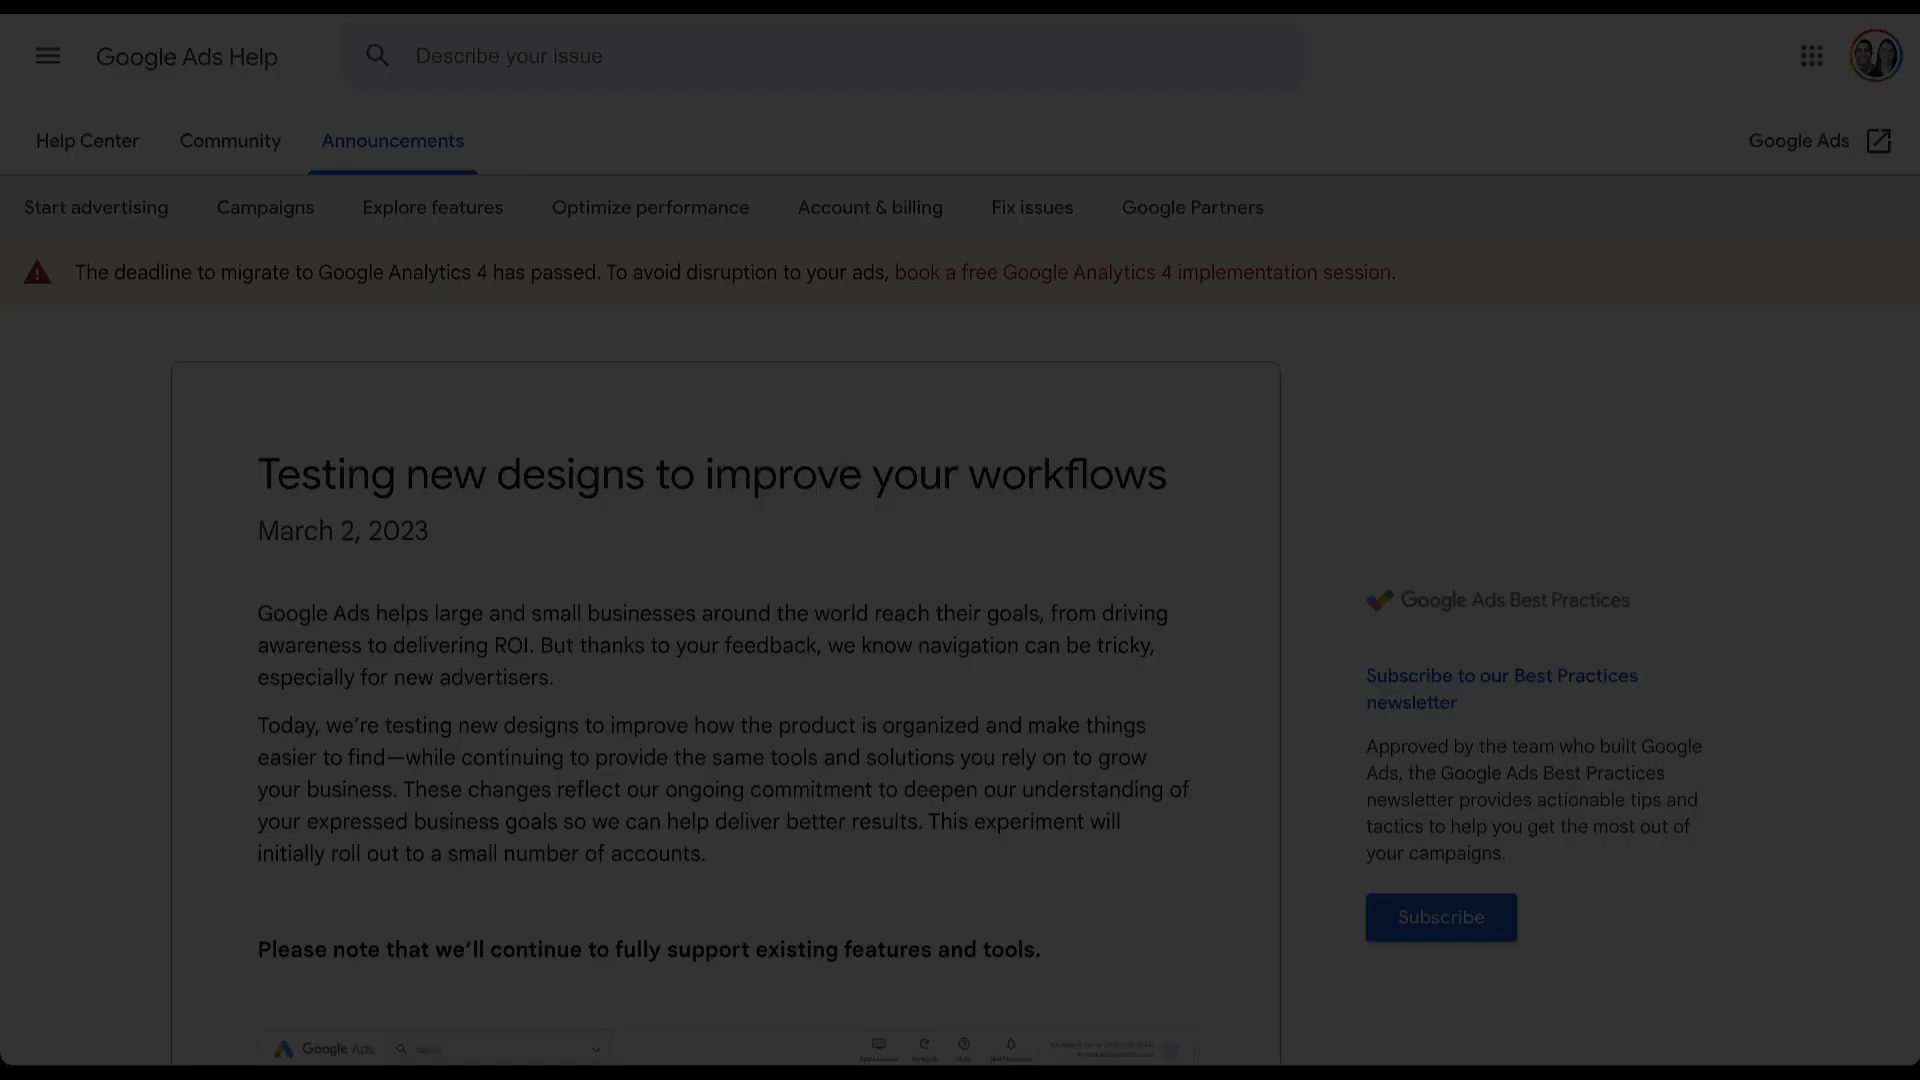 Google Ads Help
Describe your issue
Help Center
Community
Announcements
Google Ads
Start advertising
Campaigns
Explore features
Optimize performance
Account & billing
Fix issues
Google Partners
The deadline to migrate to Google Analytics 4 has passed. To avoid disruption to your ads, book a free Google Analytics 4 implementation session.
Testing new designs to improve your workflows
March 2, 2023
Google Ads helps large and small businesses around the world reach their goals, from driving
awareness to delivering ROI. But thanks to your feedback, we know navigation can be tricky,
especially for new advertisers.
Today, we’re testing new designs to improve how the product is organized and make things
easier to find—while continuing to provide the same tools and solutions you rely on to grow
your business. These changes reflect our ongoing commitment to deepen our understanding of
your expressed business goals so we can help deliver better results. This experiment will
initially roll out to a small number of accounts.
Please note that we’ll continue to fully support existing features and tools.
Google Ads
Search
Help
Google Ads Best Practices
Subscribe to our Best Practices
newsletter
Approved by the team who built Google
Ads, the Google Ads Best Practices
newsletter provides actionable tips and
tactics to help you get the most out of
your campaigns.
Subscribe